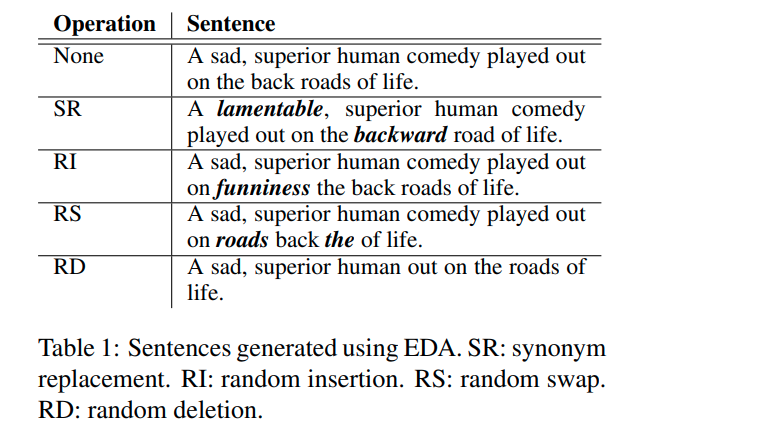 Operation Sentence
None A sad, superior human comedy played out
on the back roads of life.
SR A lamentable, superior human comedy
played out on the backward road of life.
RI A sad, superior human comedy played out
on funniness the back roads of life.
RS A sad, superior human comedy played out
on roads back the of life.
RD A sad, superior human out on the roads of
life.
Table 1: Sentences generated using EDA. SR: synonym
replacement. RI: random insertion. RS: random swap.
RD: random deletion.